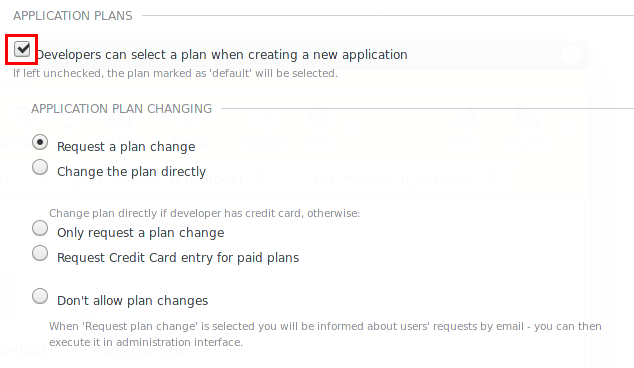 APPLICATION PLANS
Developers can select a plan when creating a new application
If left unchecked, the plan marked as 'default' will be selected.
APPLICATION PLAN CHANGING
Request a plan change
Change the plan directly
Change plan directly if developer has credit card, otherwise:
Only request a plan change
Request Credit Card entry for paid plans
Don't allow plan changes
When 'Request plan change' is selected you will be informed about users' requests by email - you can then
execute it in administration interface.